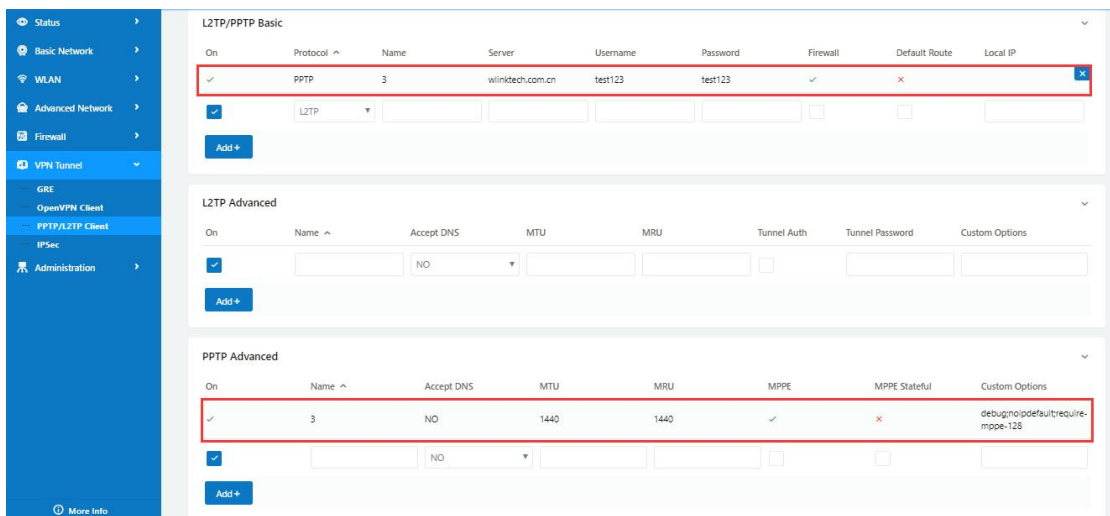 Status
Basic Network
WLAN
Advanced Network
Firewall
VPN Tunnel
GRE
OpenVPN Client
PPTP/L2TP Client
IPSec
Administration
More Info
L2TP/PPTP Basic
On Protocol Name Server Username Password Firewall Default Route Local IP
PPTP 3 wlinktech.com.cn test123 test123
L2TP
Add+
L2TP Advanced
On Name Accept DNS MTU MRU Tunnel Auth Tunnel Password Custom Options
NO
Add+
PPTP Advanced
On Name Accept DNS MTU MRU MPPE MPPE Stateful Custom Options
3 NO 1440 1440 debug;noipdefault;require-
mppe-128
NO
Add+